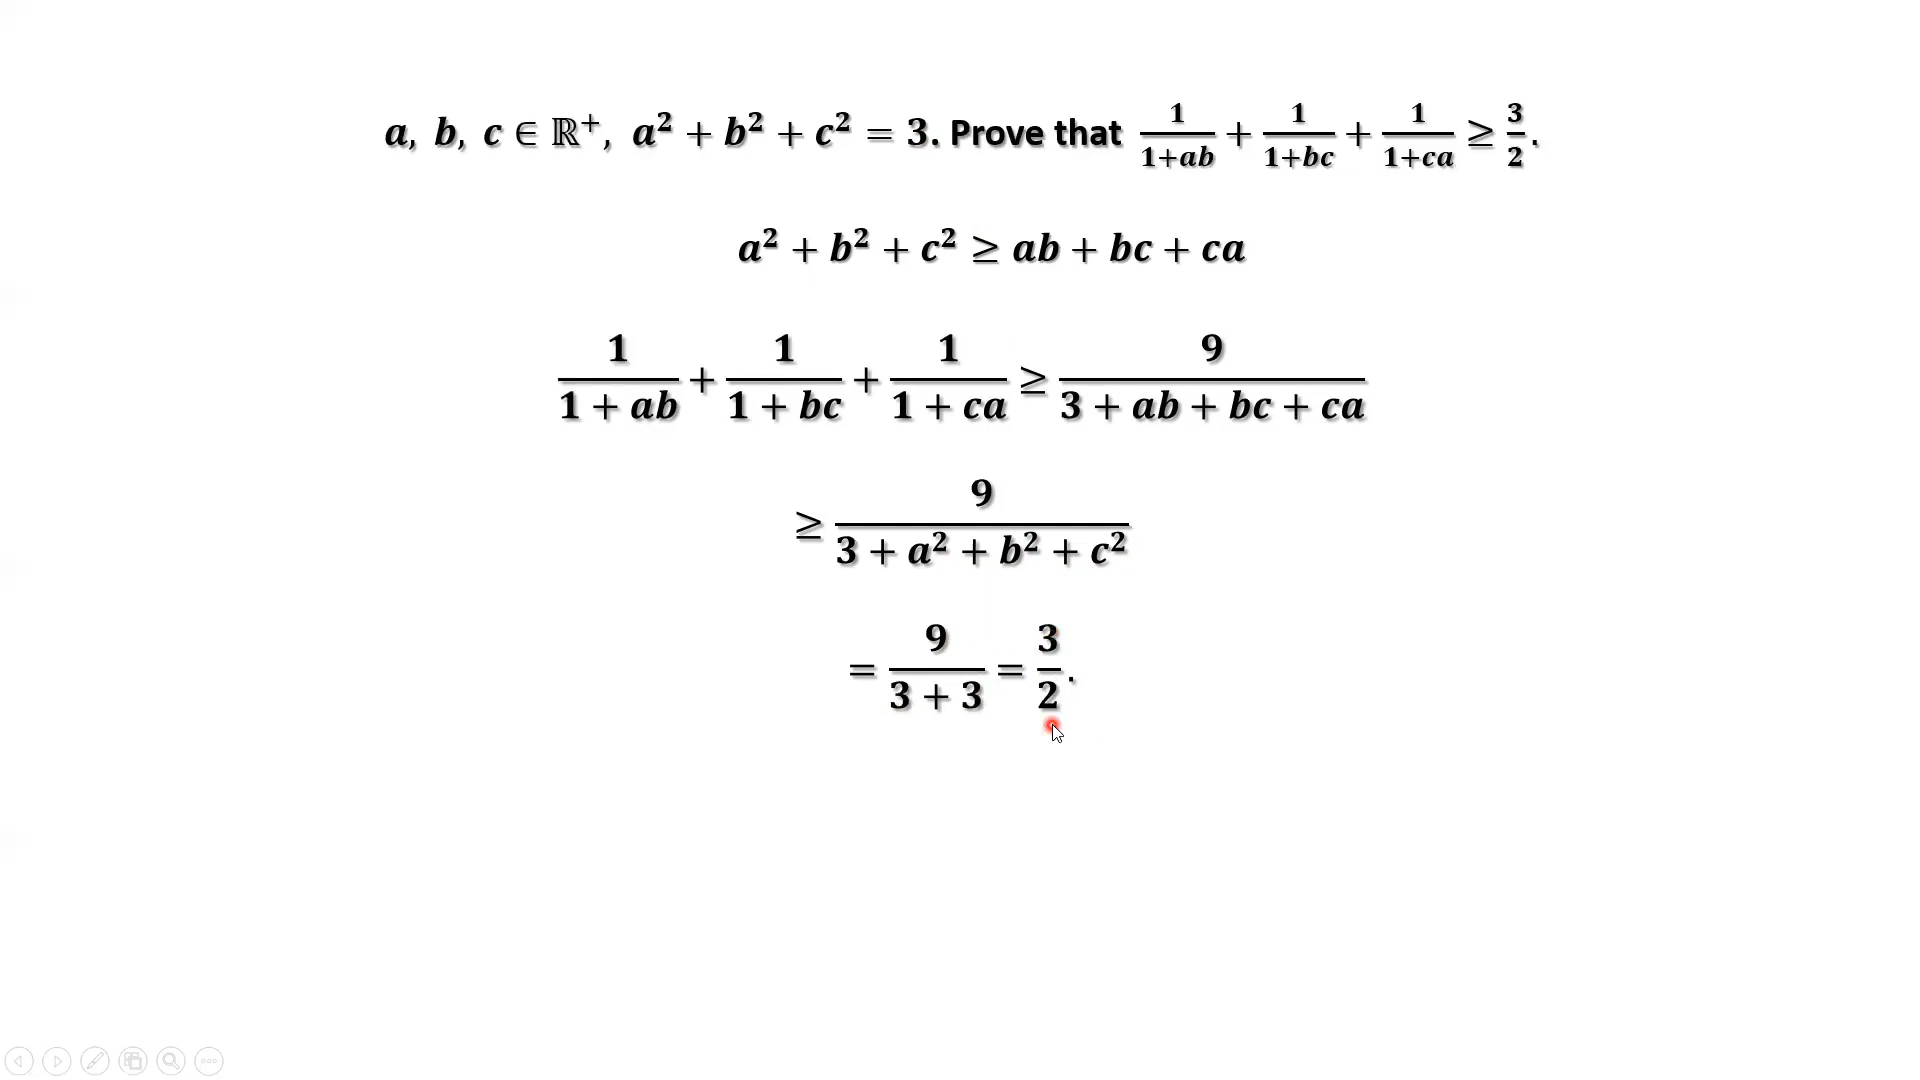 a, b, c ∈ ℝ⁺, a² + b² + c² = 3. Prove that 1/(1+ab) + 1/(1+bc) + 1/(1+ca) ≥ 3/2.
a² + b² + c² ≥ ab + bc + ca
1/(1 + ab) + 1/(1 + bc) + 1/(1 + ca) ≥ 9/(3 + ab + bc + ca)
≥ 9/(3 + a² + b² + c²)
= 9/(3 + 3) = 3/2.